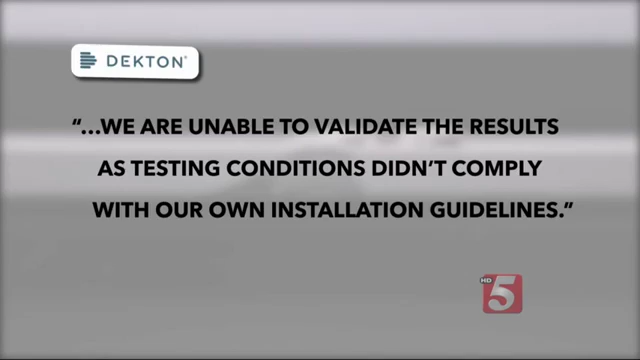 DEKTON®
“...WE ARE UNABLE TO VALIDATE THE RESULTS
AS TESTING CONDITIONS DIDN’T COMPLY
WITH OUR OWN INSTALLATION GUIDELINES.”
HD 5